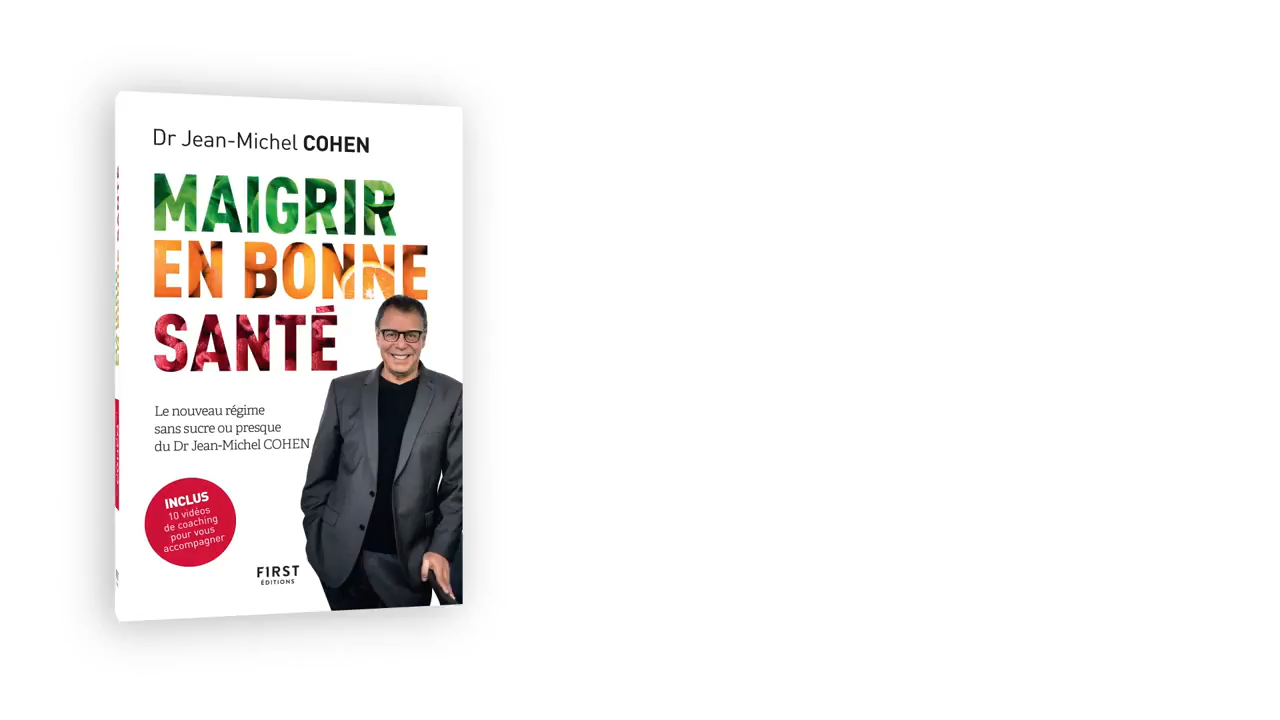 Dr Jean-Michel COHEN
MAIGRIR
EN BONNE
SANTÉ
Le nouveau régime
sans sucre ou presque
du Dr Jean-Michel COHEN
INCLUS
10 vidéos
de coaching
pour vous
accompagner
FIRST
ÉDITIONS